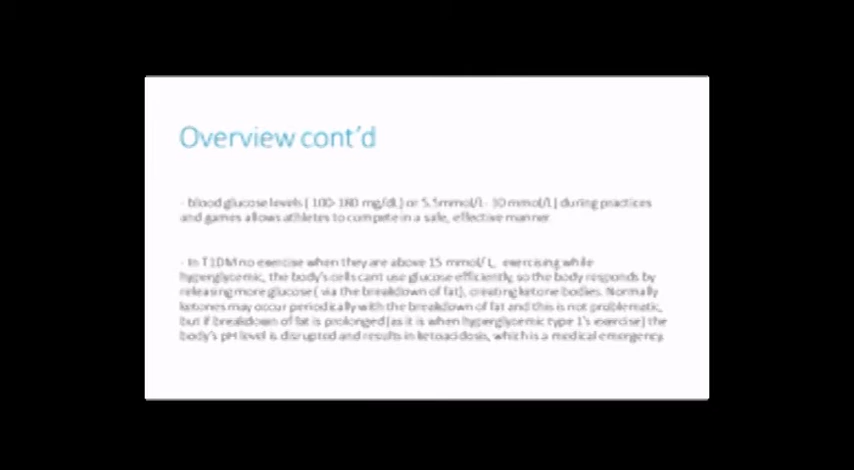 Overview cont'd
- blood glucose levels ( 100-180 mg/dL) or 5.5mmol/L- 10 mmol/L) during practices
and games allows athletes to compete in a safe, effective manner
- In T1DM no exercise when they are above 15 mmol/ L, exercising while
hyperglycemic, the body's cells cant use glucose efficiently, so the body responds by
releasing more glucose ( via the breakdown of fat), creating ketone bodies. Normally
ketones may occur periodically with the breakdown of fat and this is not problematic,
but if breakdown of fat is prolonged (as it is when hyperglycemic type 1's exercise) the
body's pH level is disrupted and results in ketoacidosis, which is a medical emergency